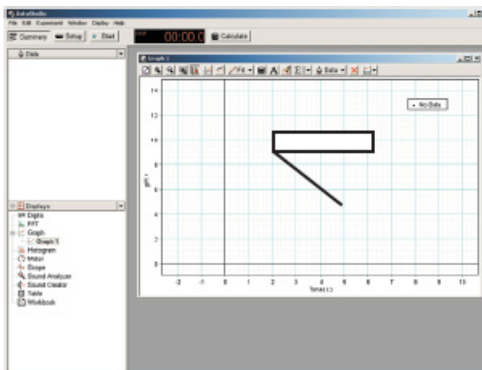 DataStudio
File Edit Experiment Window Display Help
Summary Setup Start 00:00.0 Calculate
Data
Graph 1
Fit A Σ Data
14
12
10
8
6
4
2
0
No Data
pH
-2 -1 0 1 2 3 4 5 6 7 8 9 10
Time( s )
Displays
Digits
FFT
Graph
Graph 1
Histogram
Meter
Scope
Sound Analyzer
Sound Creator
Table
Workbook